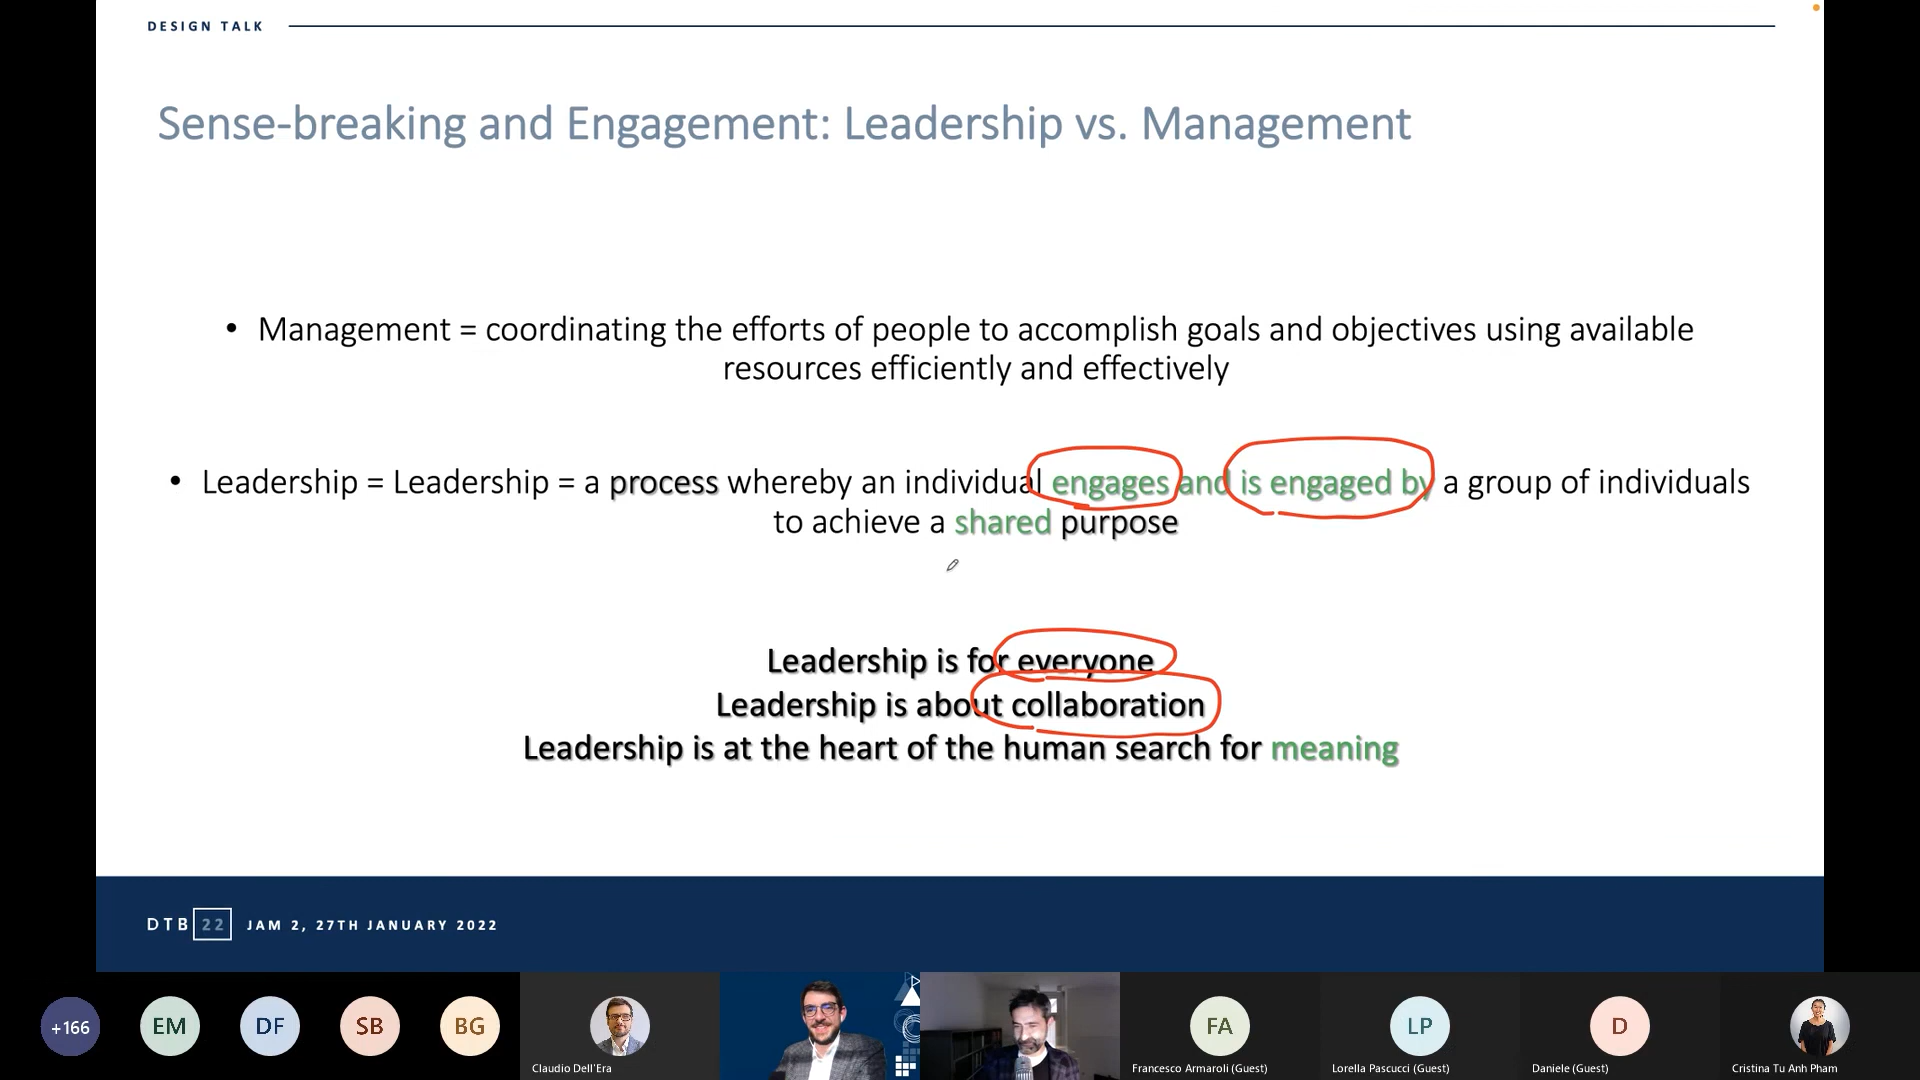 DESIGN TALK
Sense-breaking and Engagement: Leadership vs. Management
• Management = coordinating the efforts of people to accomplish goals and objectives using available
resources efficiently and effectively
• Leadership = Leadership = a process whereby an individual engages and is engaged by a group of individuals
to achieve a shared purpose
Leadership is for everyone
Leadership is about collaboration
Leadership is at the heart of the human search for meaning
DTB 22 JAM 2, 27TH JANUARY 2022
+166 EM DF SB BG FA LP D
Claudio Dell'Era Francesco Armaroli (Guest) Lorella Pascucci (Guest) Daniele (Guest) Cristina Tu Anh Pham